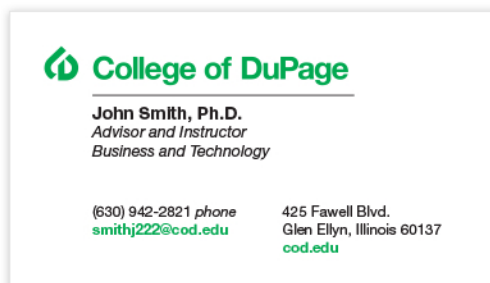 College of DuPage
John Smith, Ph.D.
Advisor and Instructor
Business and Technology
(630) 942-2821 phone
smithj222@cod.edu
425 Fawell Blvd.
Glen Ellyn, Illinois 60137
cod.edu